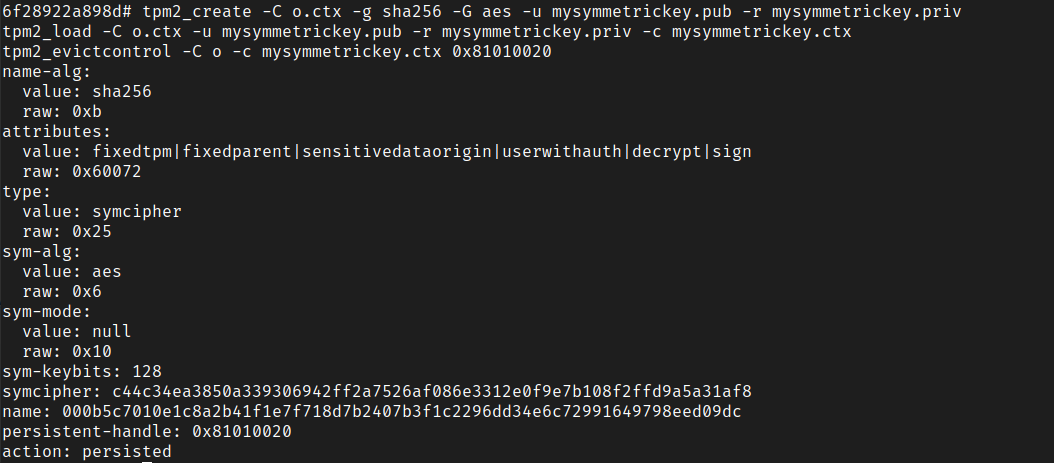 6f28922a898d# tpm2_create -C o.ctx -g sha256 -G aes -u mysymmetrickey.pub -r mysymmetrickey.priv
tpm2_load -C o.ctx -u mysymmetrickey.pub -r mysymmetrickey.priv -c mysymmetrickey.ctx
tpm2_evictcontrol -C o -c mysymmetrickey.ctx 0x81010020
name-alg:
  value: sha256
  raw: 0xb
attributes:
  value: fixedtpm|fixedparent|sensitivedataorigin|userwithauth|decrypt|sign
  raw: 0x60072
type:
  value: symcipher
  raw: 0x25
sym-alg:
  value: aes
  raw: 0x6
sym-mode:
  value: null
  raw: 0x10
sym-keybits: 128
symcipher: c44c34ea3850a339306942ff2a7526af086e3312e0f9e7b108f2ffd9a5a31af8
name: 000b5c7010e1c8a2b41f1e7f718d7b2407b3f1c2296dd34e6c72991649798eed09dc
persistent-handle: 0x81010020
action: persisted